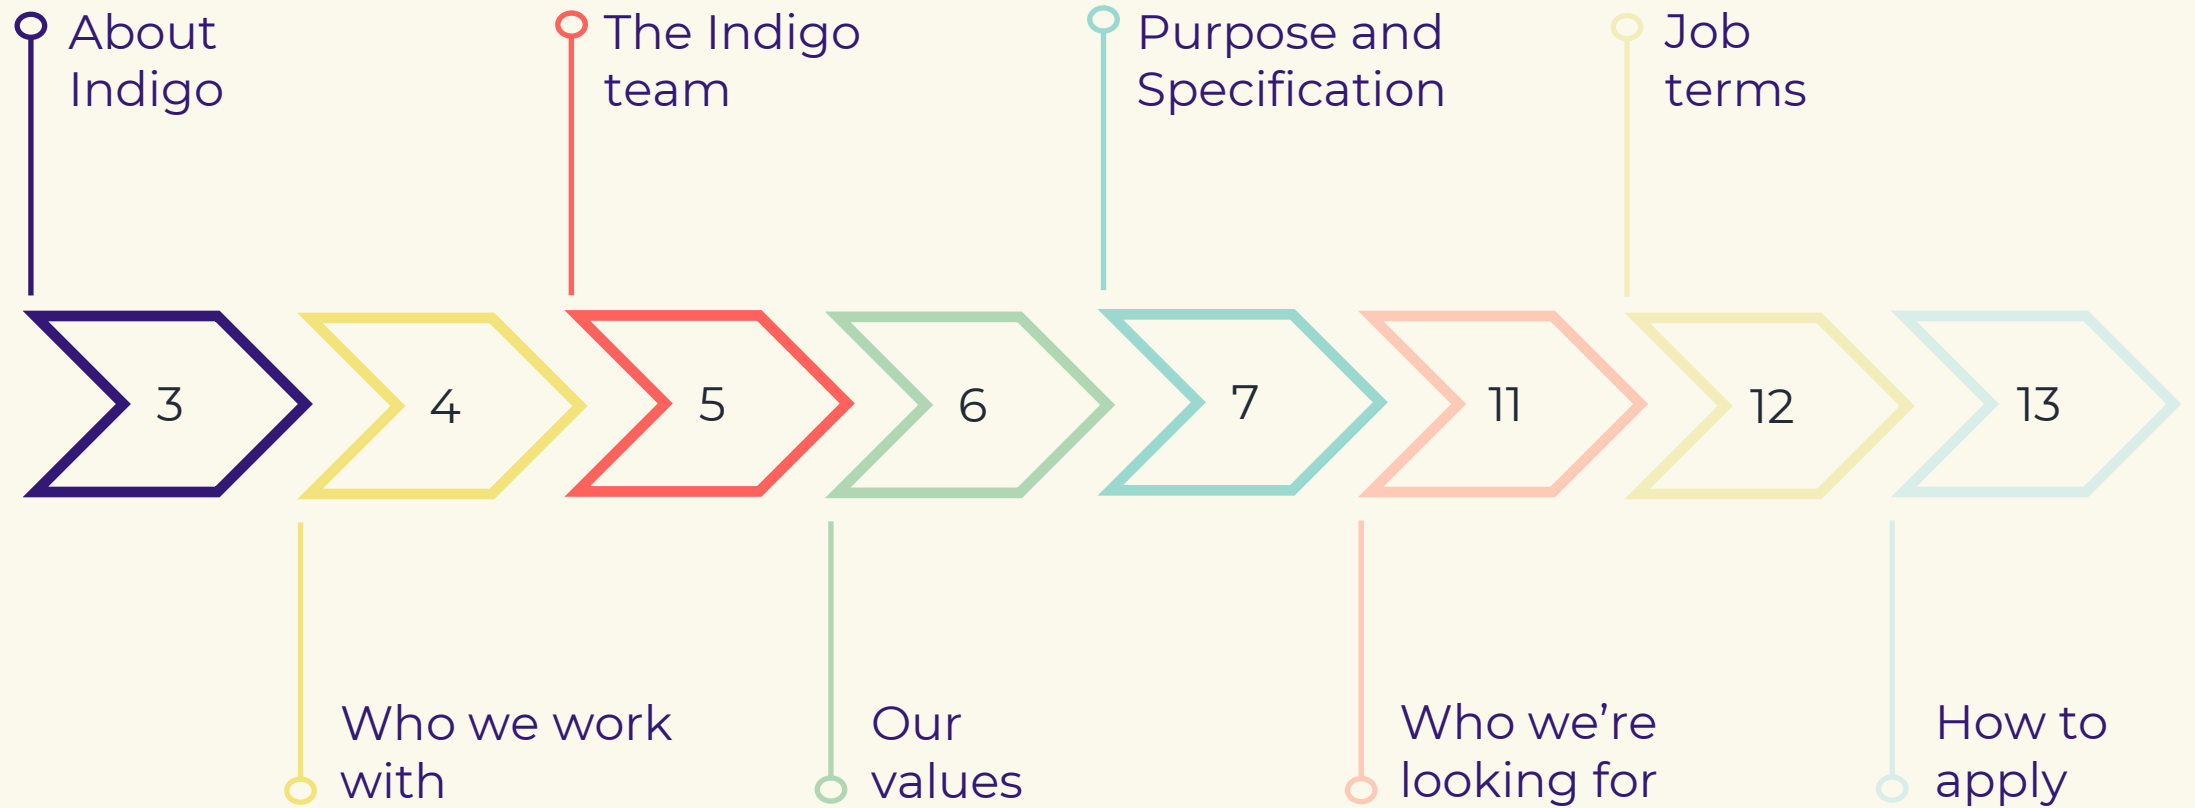 About
Indigo
The Indigo
team
Purpose and
Specification
Job
terms
3
4
5
6
7
11
12
13
Who we work
with
Our
values
Who we’re
looking for
How to
apply